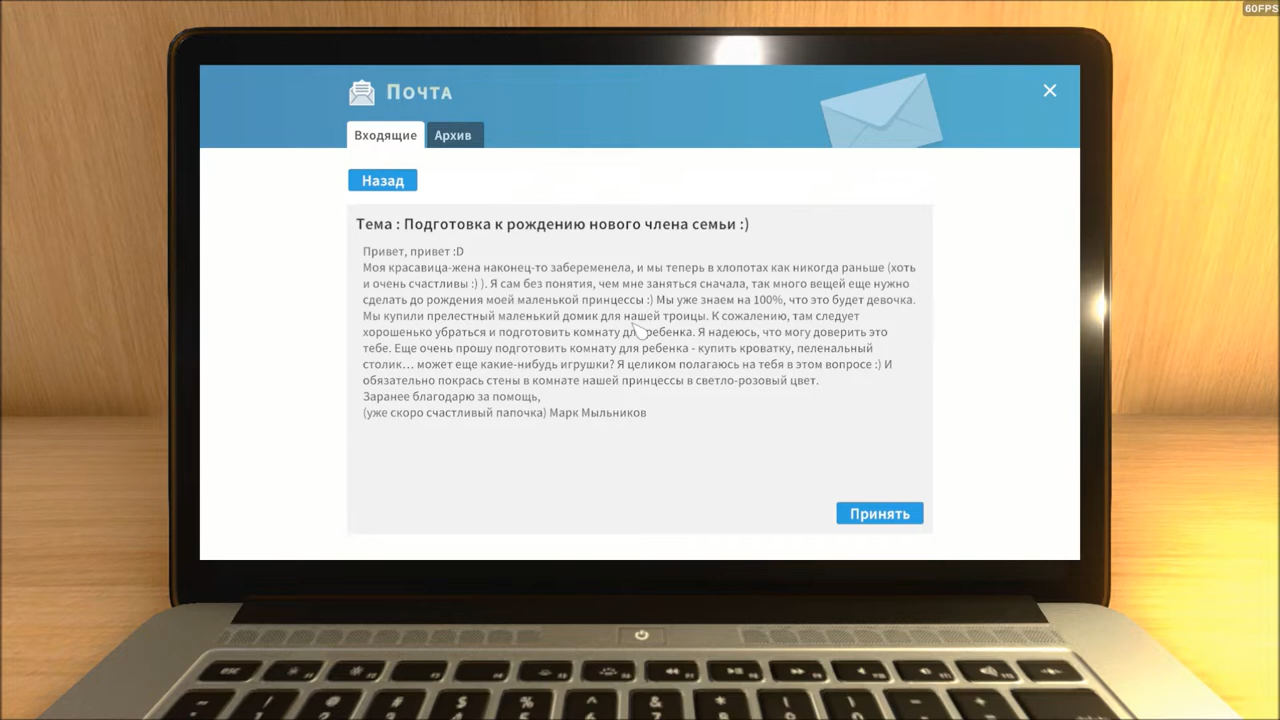 60FPS
Почта
Входящие Архив
Назад
Тема : Подготовка к рождению нового члена семьи :)
Привет, привет :D
Моя красавица-жена наконец-то забеременела, и мы теперь в хлопотах как никогда раньше (хоть
и очень счастливы :) ). Я сам без понятия, чем мне заняться сначала, так много вещей еще нужно
сделать до рождения моей маленькой принцессы :) Мы уже знаем на 100%, что это будет девочка.
Мы купили прелестный маленький домик для нашей троицы. К сожалению, там следует
хорошенько убраться и подготовить комнату для ребенка. Я надеюсь, что могу доверить это
тебе. Еще очень прошу подготовить комнату для ребенка - купить кроватку, пеленальный
столик... может еще какие-нибудь игрушки? Я целиком полагаюсь на тебя в этом вопросе :) И
обязательно покрась стены в комнате нашей принцессы в светло-розовый цвет.
Заранее благодарю за помощь,
(уже скоро счастливый папочка) Марк Мыльников
Принять
esc